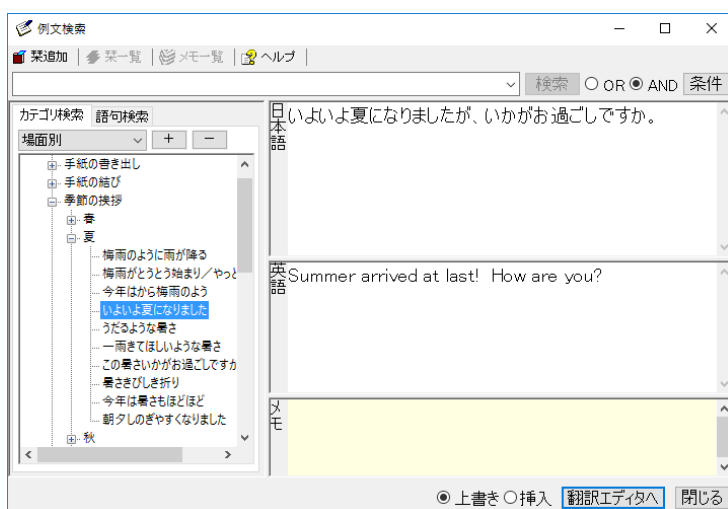 例文検索
栞追加 栞一覧 メモ一覧 ヘルプ
検索 OR AND 条件
カテゴリ検索 語句検索
場面別 + −
手紙の書き出し
手紙の結び
季節の挨拶
春
夏
梅雨のように雨が降る
梅雨がとうとう始まり／やっと
今年はから梅雨のよう
いよいよ夏になりました
うだるような暑さ
一雨きてほしいような暑さ
この暑さいかがお過ごしですか
暑さきびしき折り
今年は暑さもほどほど
朝夕しのぎやすくなりました
秋
日本語
いよいよ夏になりましたが、いかがお過ごしですか。
英語
Summer arrived at last! How are you?
メモ
上書き 挿入 翻訳エディタへ 閉じる